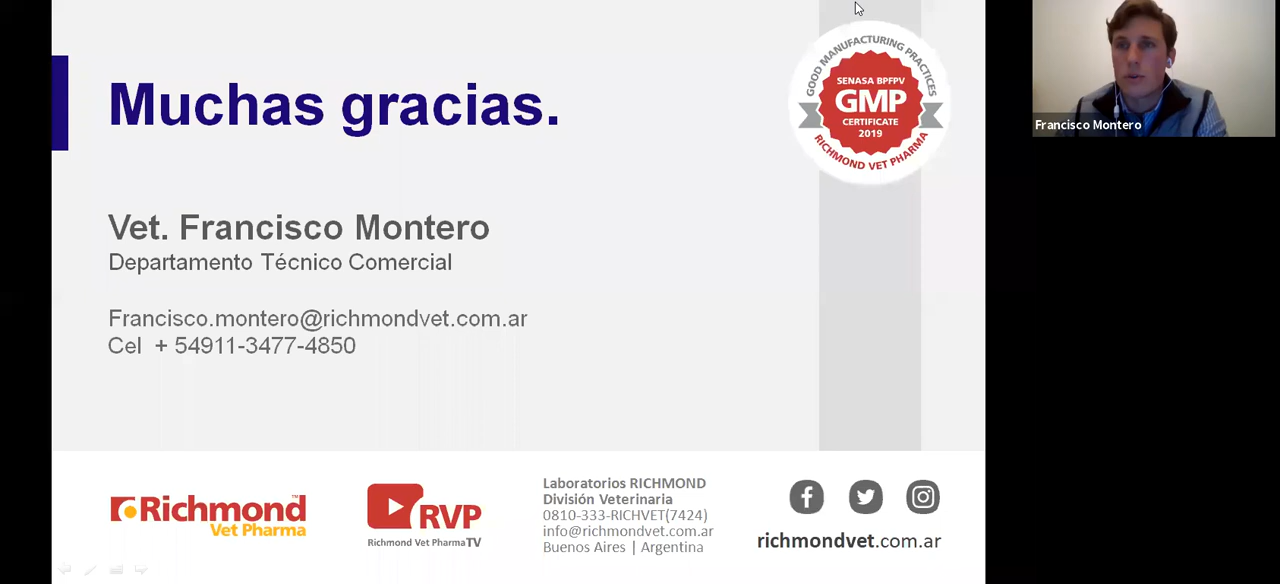 Muchas gracias.
GOOD MANUFACTURING PRACTICES
SENASA BPFPV
GMP
CERTIFICATE
2019
RICHMOND VET PHARMA
Francisco Montero
Vet. Francisco Montero
Departamento Técnico Comercial
Francisco.montero@richmondvet.com.ar
Cel + 54911-3477-4850
Richmond™
Vet Pharma
RVP
Richmond Vet Pharma TV
Laboratorios RICHMOND
División Veterinaria
0810-333-RICHVET(7424)
info@richmondvet.com.ar
Buenos Aires | Argentina
richmondvet.com.ar